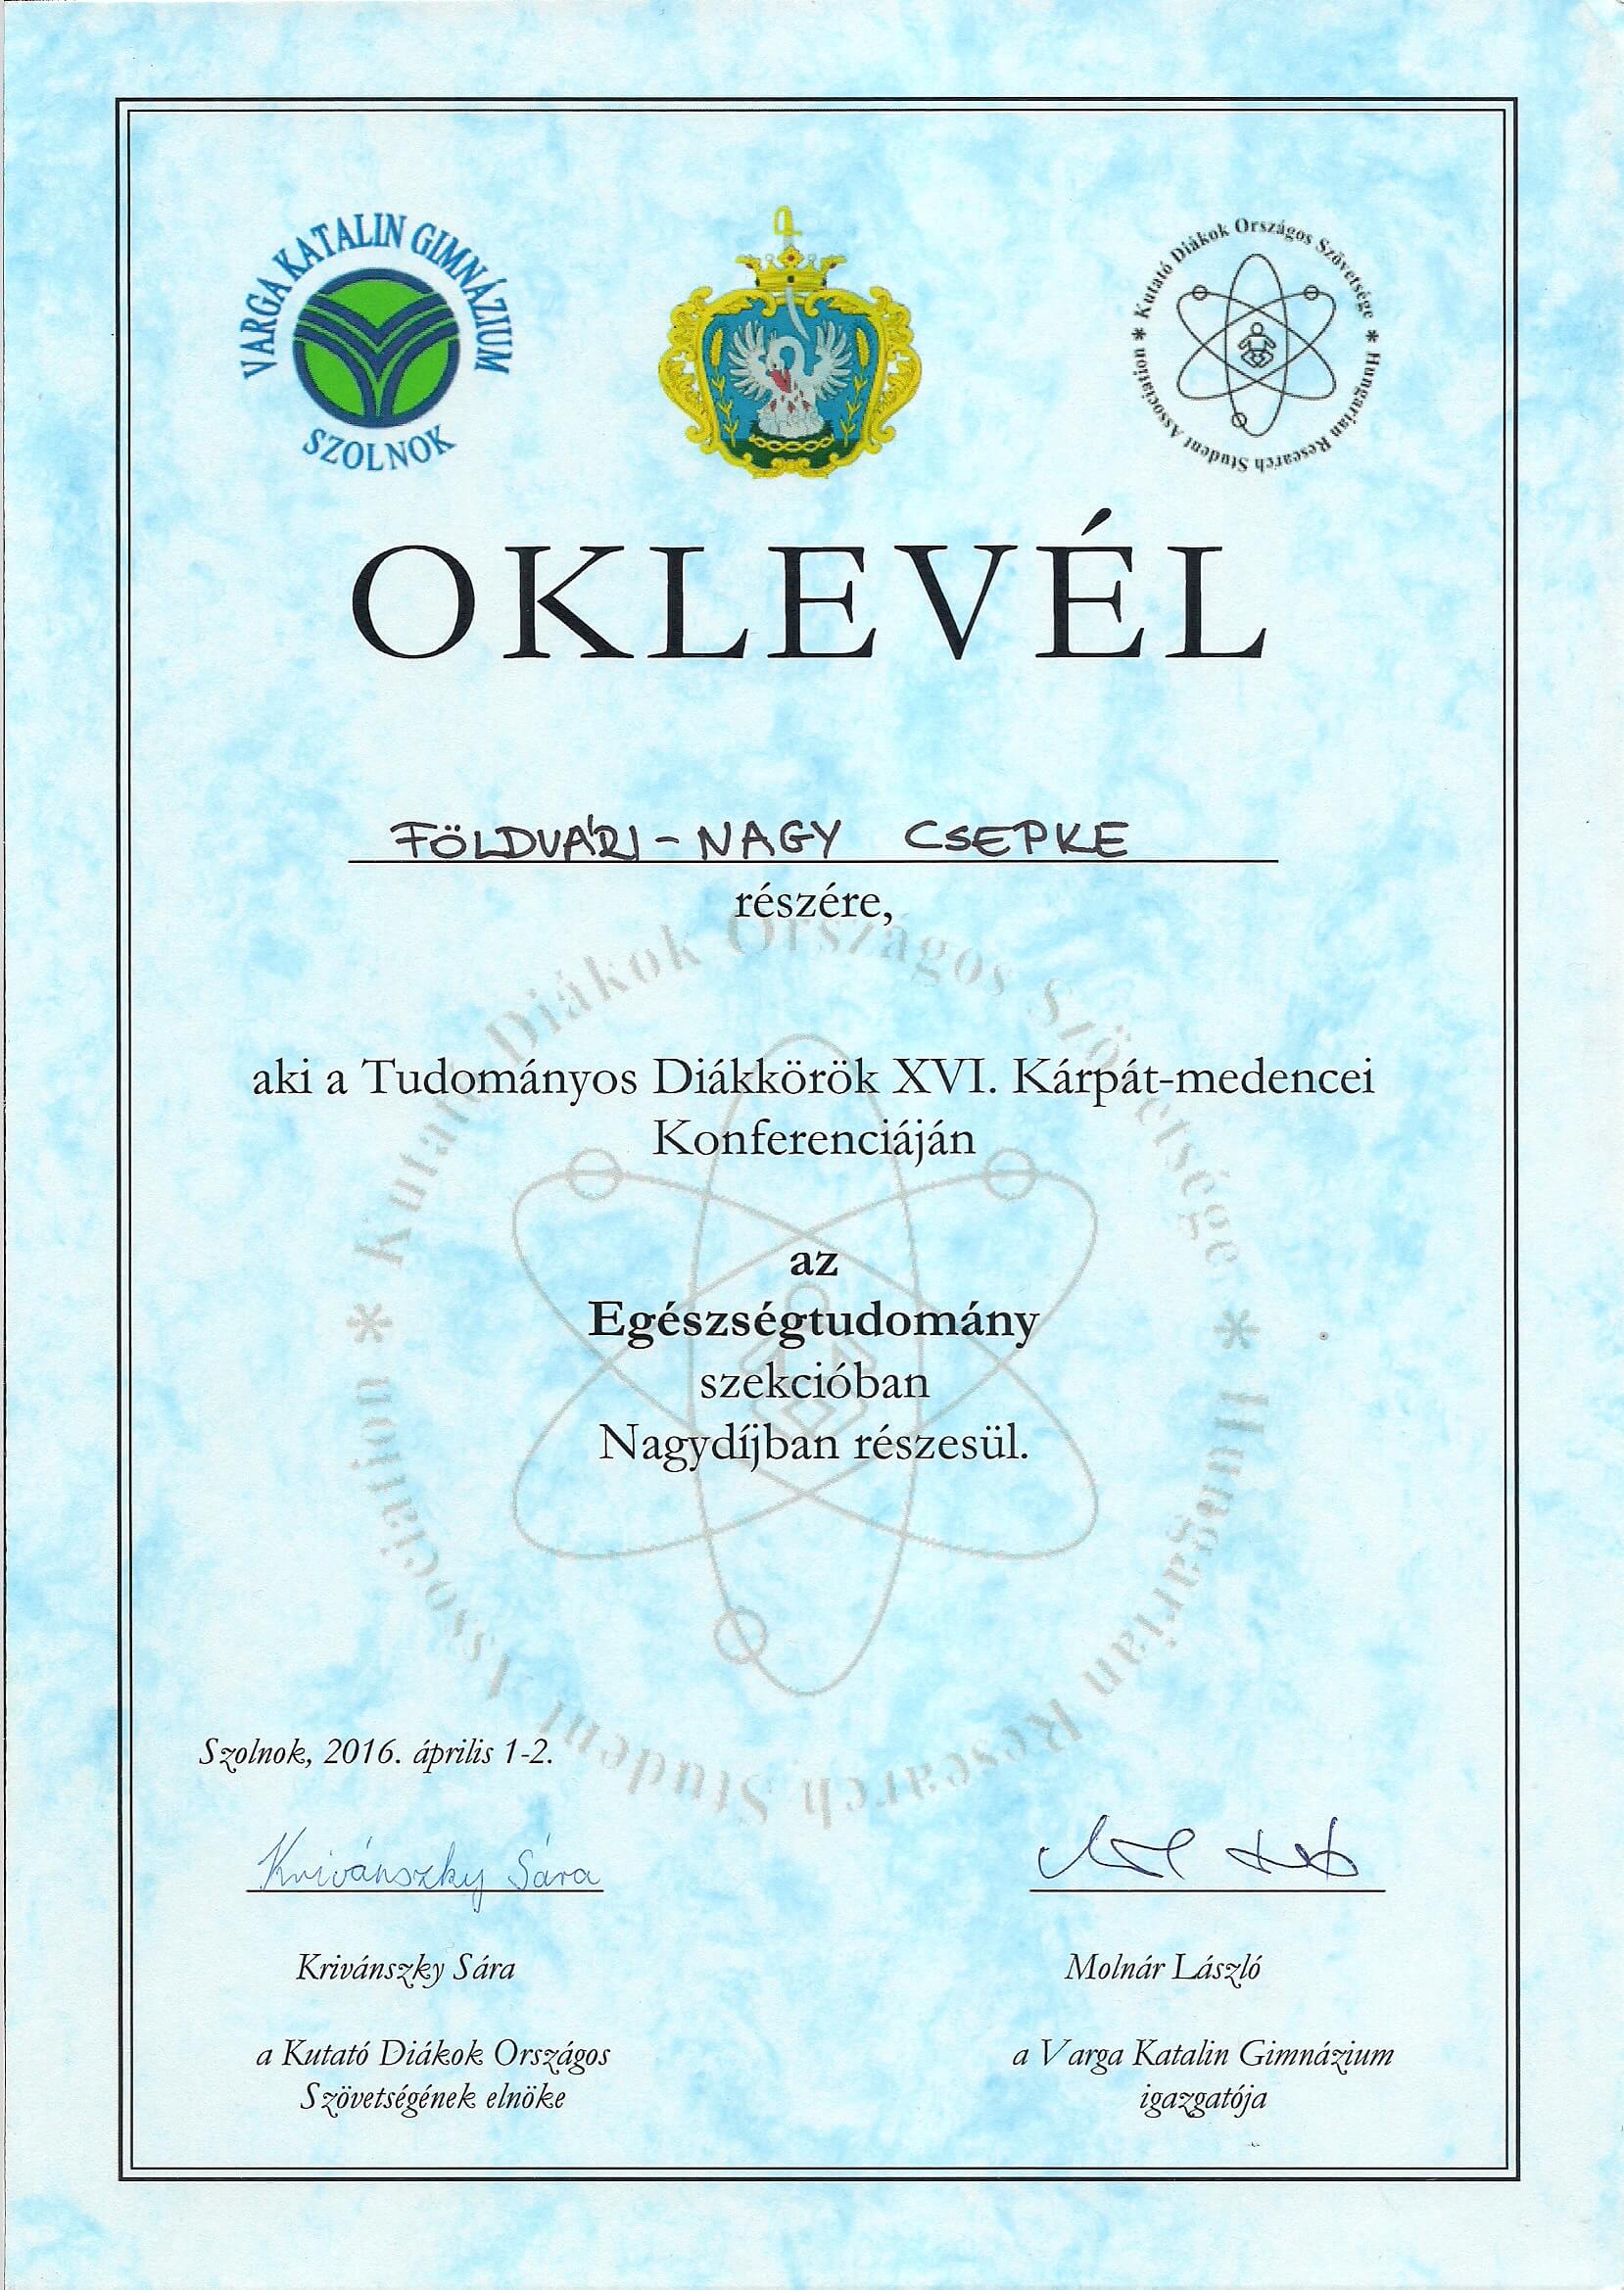 VARGA KATALIN GIMNÁZIUM
SZOLNOK
Kutató Diákok Országos Szövetsége * Hungarian Research Student Association *
OKLEVÉL
FÖLDVÁRI-NAGY CSEPKE
részére,
aki a Tudományos Diákkörök XVI. Kárpát-medencei
Konferenciáján
az
Egészségtudomány
szekcióban
Nagydíjban részesül.
Kutató Diákok Országos Szövetsége * Hungarian Research Student Association *
Szolnok, 2016. április 1-2.
Krivánszky Sára
Krivánszky Sára
Molnár László
a Kutató Diákok Országos
Szövetségének elnöke
a Varga Katalin Gimnázium
igazgatója